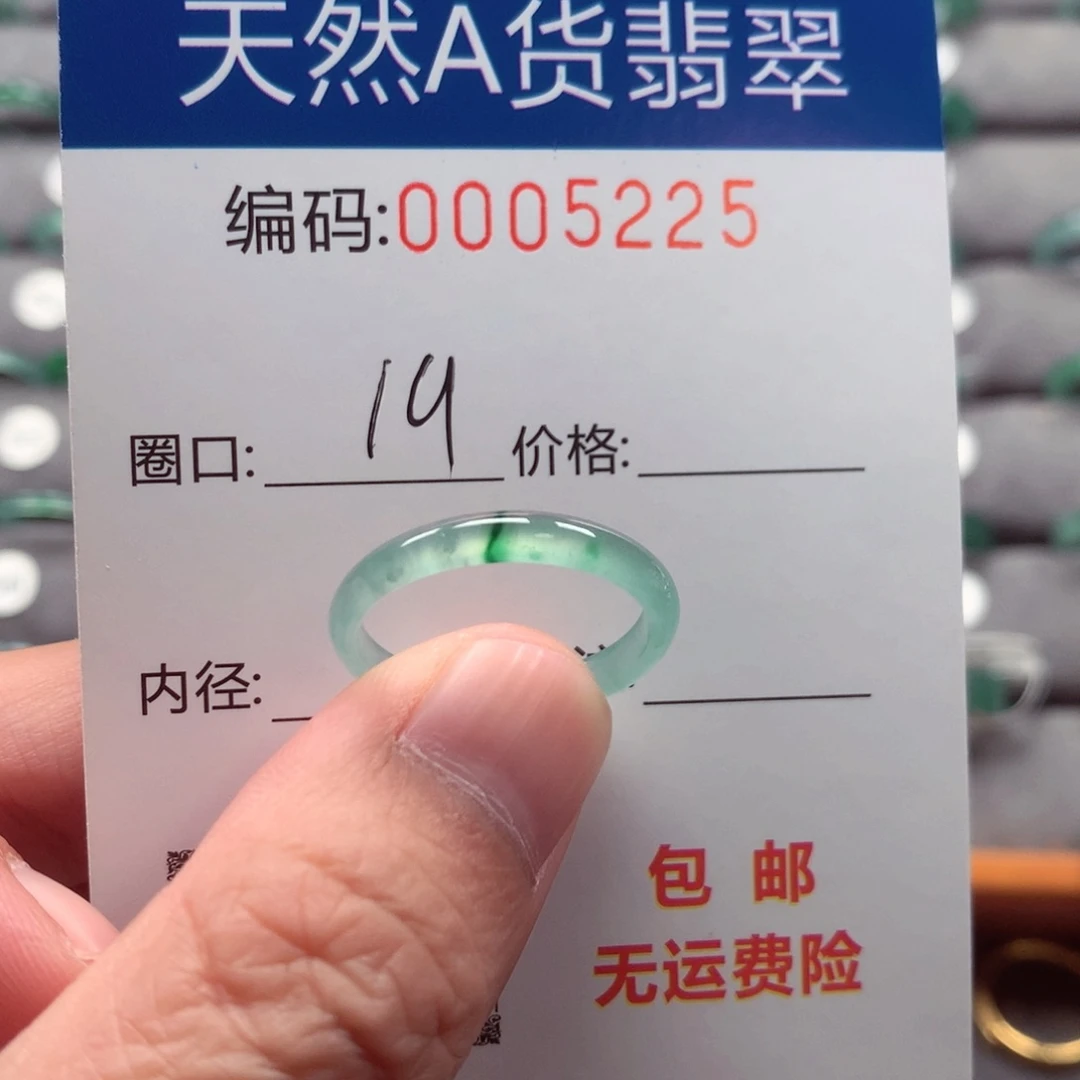 天然A货翡翠
编码:0005225
圈口: 19 价格:
内径:
包邮
无运费险